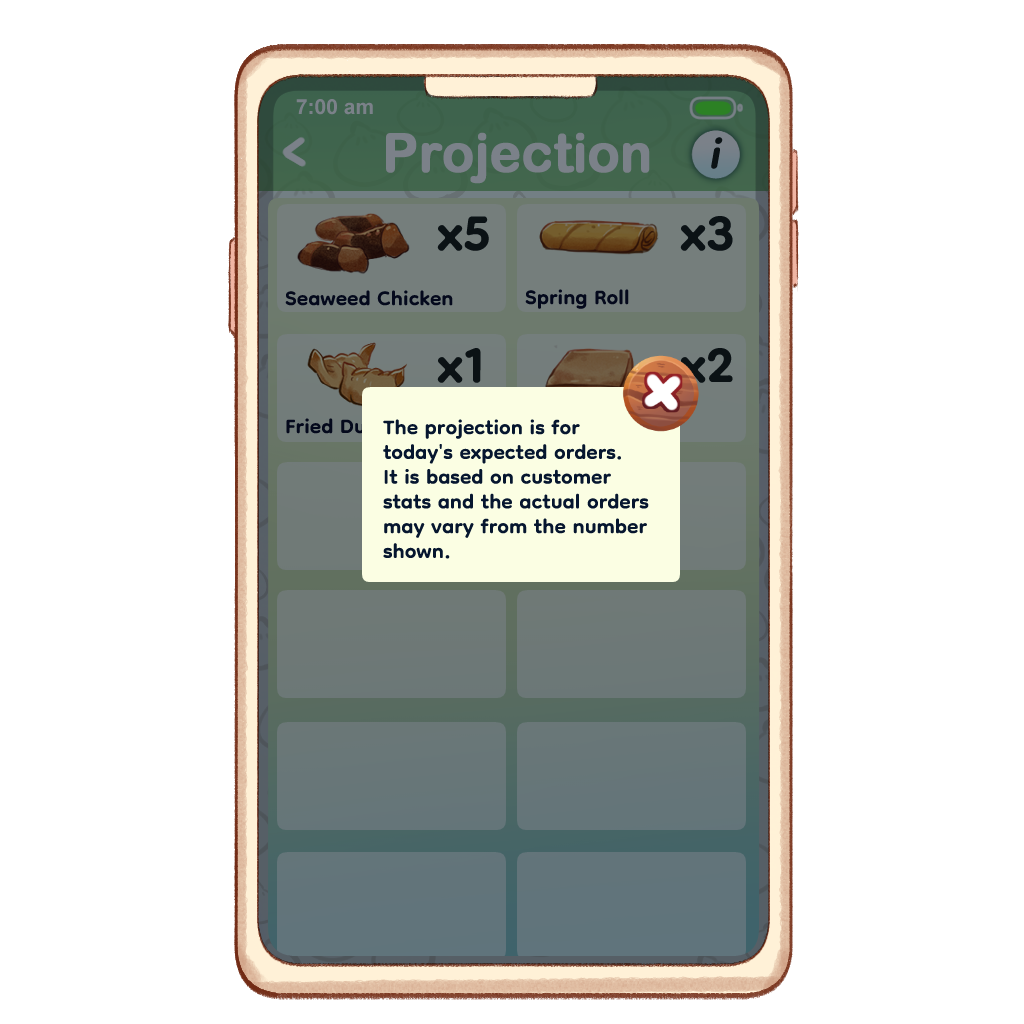 7:00 am
< Projection i
x5 x3
Seaweed Chicken Spring Roll
x1 x2
Fried
The projection is for
today's expected orders.
It is based on customer
stats and the actual orders
may vary from the number
shown.